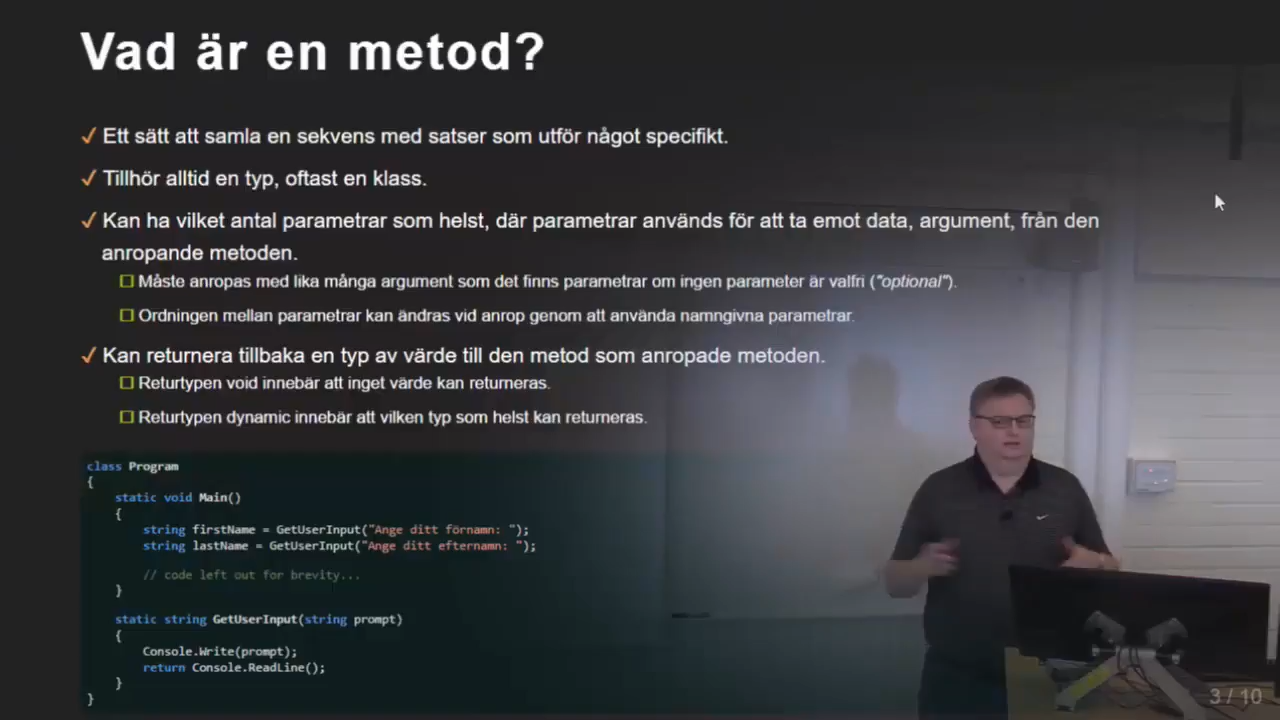 Vad är en metod?
✓ Ett sätt att samla en sekvens med satser som utför något specifikt.
✓ Tillhör alltid en typ, oftast en klass.
✓ Kan ha vilket antal parametrar som helst, där parametrar används för att ta emot data, argument, från den
anropande metoden.
Måste anropas med lika många argument som det finns parametrar om ingen parameter är valfri ("optional").
Ordningen mellan parametrar kan ändras vid anrop genom att använda namngivna parametrar.
✓ Kan returnera tillbaka en typ av värde till den metod som anropade metoden.
Returtypen void innebär att inget värde kan returneras.
Returtypen dynamic innebär att vilken typ som helst kan returneras.
class Program
{
static void Main()
{
string firstName = GetUserInput("Ange ditt förnamn: ");
string lastName = GetUserInput("Ange ditt efternamn: ");
// code left out for brevity...
}
static string GetUserInput(string prompt)
{
Console.Write(prompt);
return Console.ReadLine();
}
}
3 / 10